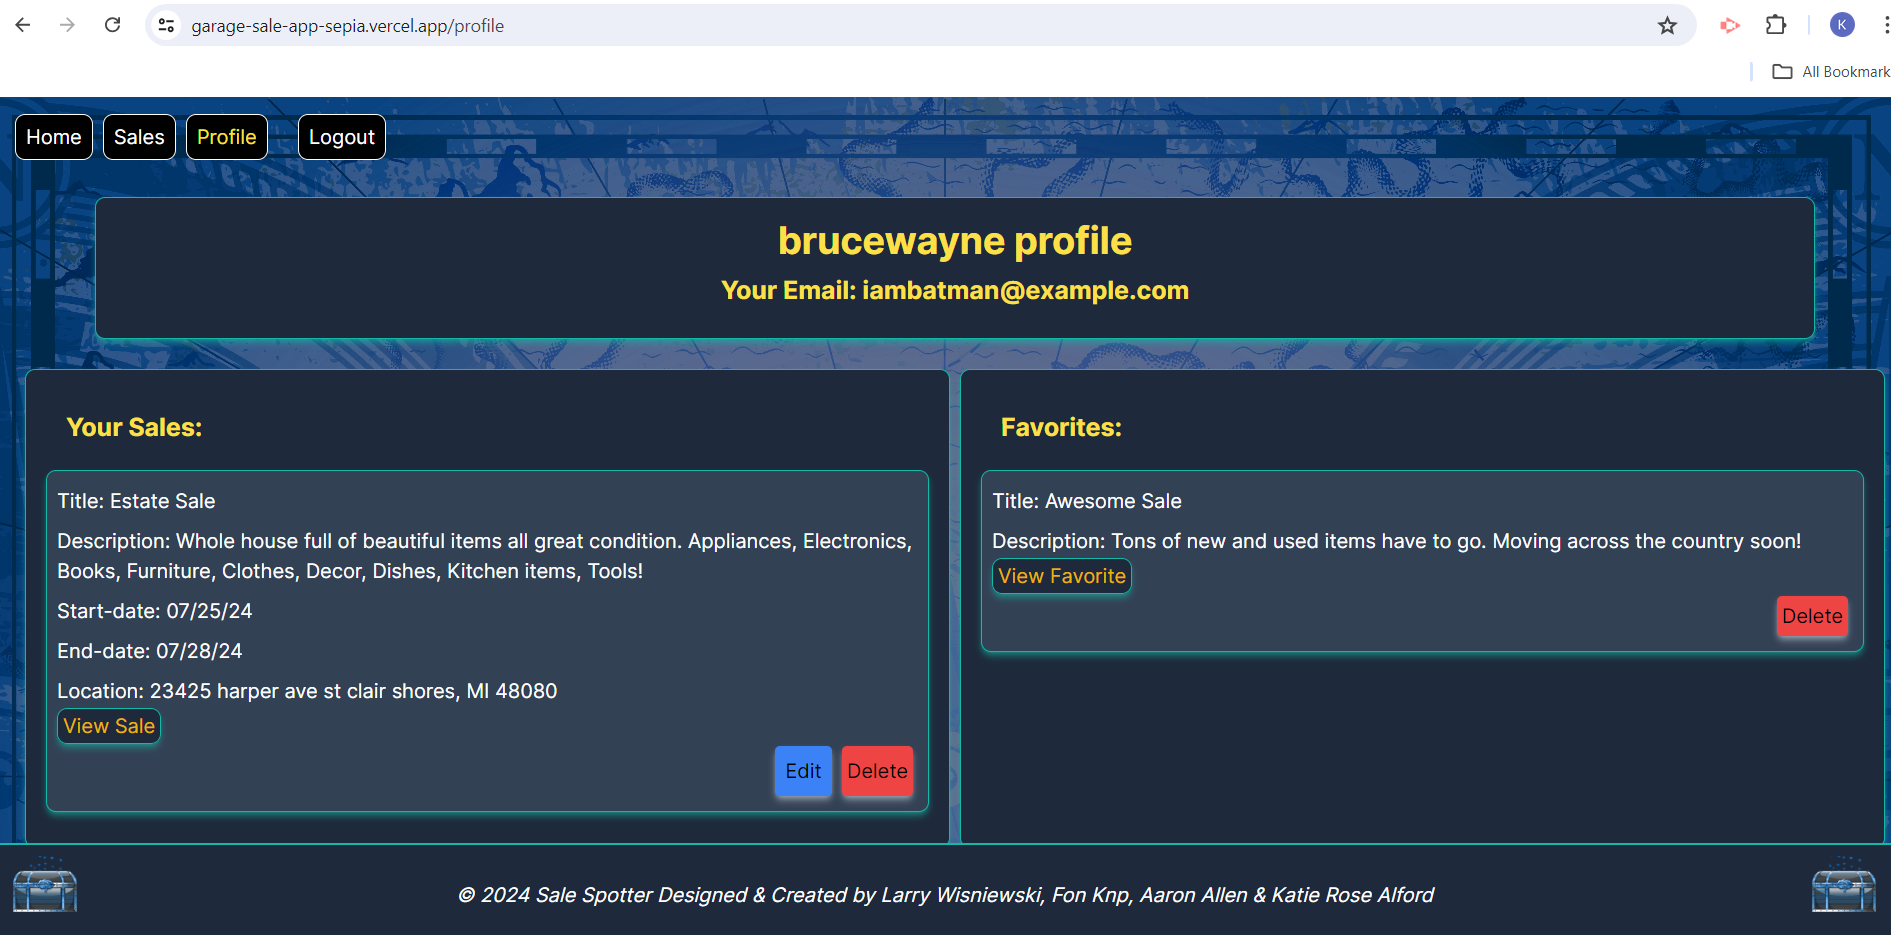 garage-sale-app-sepia.vercel.app/profile
K
All Bookmark
Home Sales Profile Logout
brucewayne profile
Your Email: iambatman@example.com
Your Sales:
Title: Estate Sale
Description: Whole house full of beautiful items all great condition. Appliances, Electronics,
Books, Furniture, Clothes, Decor, Dishes, Kitchen items, Tools!
Start-date: 07/25/24
End-date: 07/28/24
Location: 23425 harper ave st clair shores, MI 48080
View Sale
Edit Delete
Favorites:
Title: Awesome Sale
Description: Tons of new and used items have to go. Moving across the country soon!
View Favorite
Delete
© 2024 Sale Spotter Designed & Created by Larry Wisniewski, Fon Knp, Aaron Allen & Katie Rose Alford